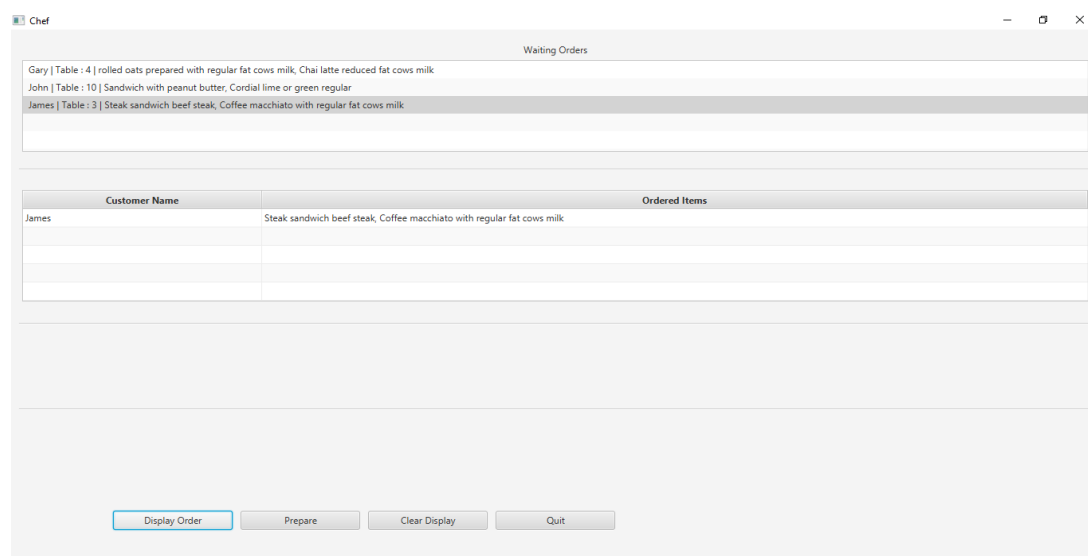 Chef
Waiting Orders
Gary | Table : 4 | rolled oats prepared with regular fat cows milk, Chai latte reduced fat cows milk
John | Table : 10 | Sandwich with peanut butter, Cordial lime or green regular
James | Table : 3 | Steak sandwich beef steak, Coffee macchiato with regular fat cows milk
Customer Name Ordered Items
James Steak sandwich beef steak, Coffee macchiato with regular fat cows milk
Display Order Prepare Clear Display Quit